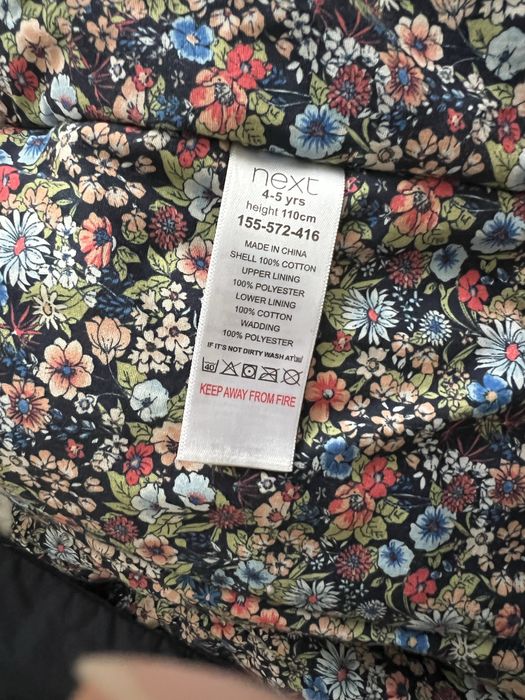 next
4-5 yrs
height 110cm
155-572-416
MADE IN CHINA
SHELL 100% COTTON
UPPER LINING
100% POLYESTER
LOWER LINING
100% COTTON
WADDING
100% POLYESTER
IF IT'S NOT DIRTY WASH AT
40
KEEP AWAY FROM FIRE